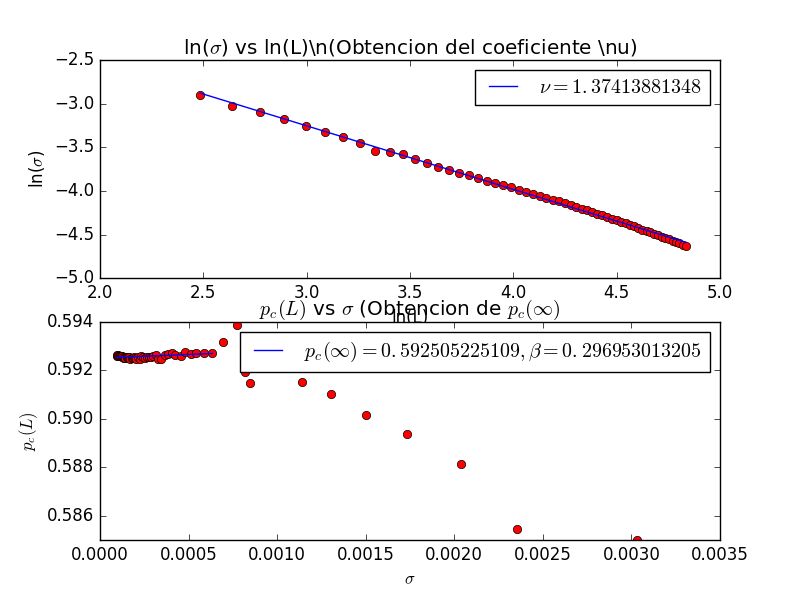 ln(σ) vs ln(L)\n(Obtencion del coeficiente \nu)
−2.5
−3.0
−3.5
−4.0
−4.5
−5.0
ln(σ)
ν = 1.37413881348
2.0 2.5 3.0 3.5 4.0 4.5 5.0
ln(L)
p_c(L) vs σ (Obtencion de p_c(∞)
0.594
0.592
0.590
0.588
0.586
p_c(L)
p_c(∞) = 0.592505225109, β = 0.296953013205
0.0000 0.0005 0.0010 0.0015 0.0020 0.0025 0.0030 0.0035
σ